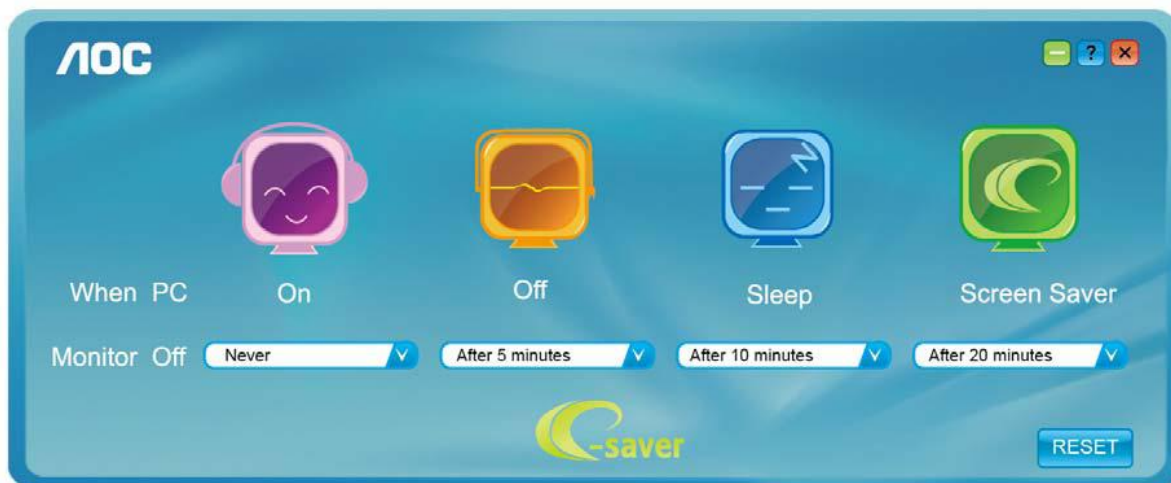 AOC
?
When PC On Off Sleep Screen Saver
Monitor Off Never After 5 minutes After 10 minutes After 20 minutes
e-saver
RESET